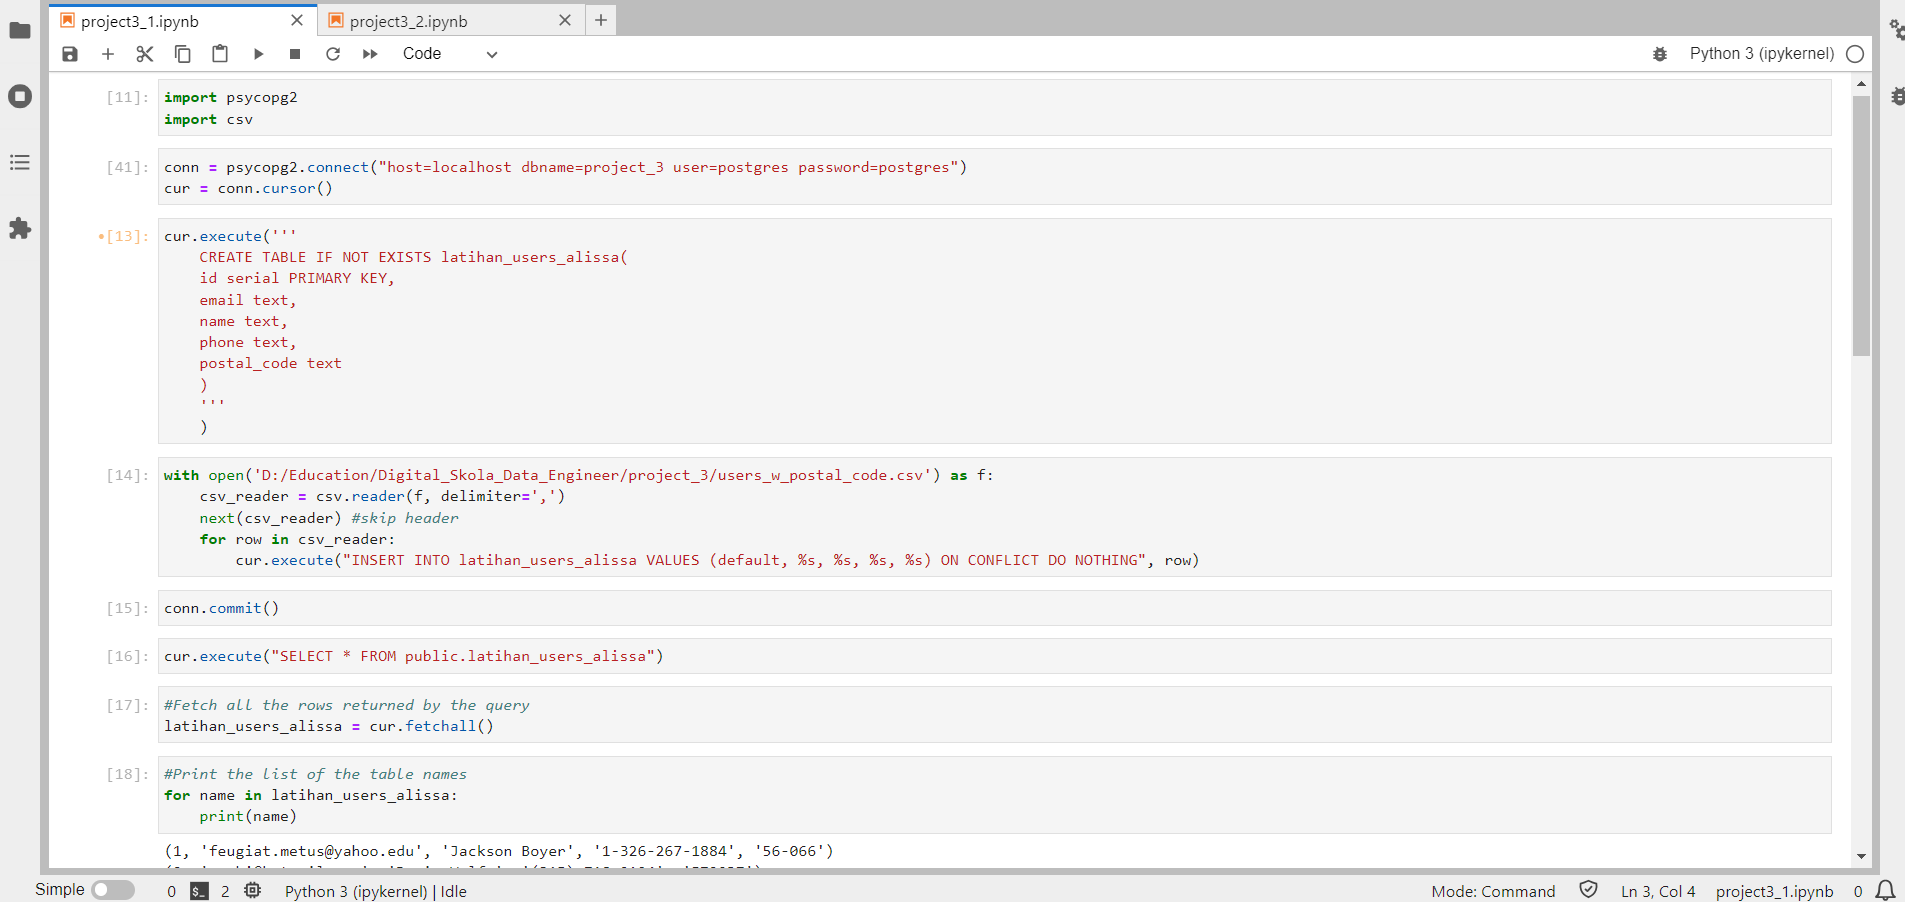 project3_1.ipynb
project3_2.ipynb
Code
Python 3 (ipykernel)
[11]:
import psycopg2
import csv
[41]:
conn = psycopg2.connect("host=localhost dbname=project_3 user=postgres password=postgres")
cur = conn.cursor()
[13]:
cur.execute('''
CREATE TABLE IF NOT EXISTS latihan_users_alissa(
id serial PRIMARY KEY,
email text,
name text,
phone text,
postal_code text
)
'''
)
[14]:
with open('D:/Education/Digital_Skola_Data_Engineer/project_3/users_w_postal_code.csv') as f:
csv_reader = csv.reader(f, delimiter=',')
next(csv_reader) #skip header
for row in csv_reader:
cur.execute("INSERT INTO latihan_users_alissa VALUES (default, %s, %s, %s, %s) ON CONFLICT DO NOTHING", row)
[15]:
conn.commit()
[16]:
cur.execute("SELECT * FROM public.latihan_users_alissa")
[17]:
#Fetch all the rows returned by the query
latihan_users_alissa = cur.fetchall()
[18]:
#Print the list of the table names
for name in latihan_users_alissa:
print(name)
(1, 'feugiat.metus@yahoo.edu', 'Jackson Boyer', '1-326-267-1884', '56-066')
Simple
0
$_
2
Python 3 (ipykernel) | Idle
Mode: Command
Ln 3, Col 4
project3_1.ipynb
0